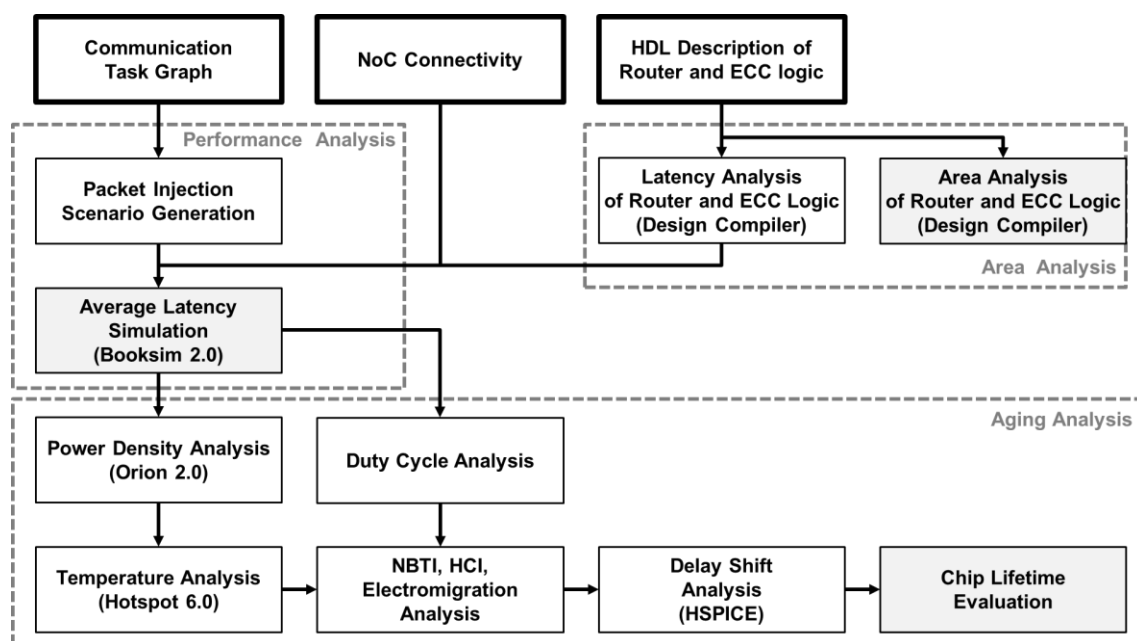 Communication
Task Graph
NoC Connectivity
HDL Description of
Router and ECC logic
Performance Analysis
Packet Injection
Scenario Generation
Latency Analysis
of Router and ECC Logic
(Design Compiler)
Area Analysis
of Router and ECC Logic
(Design Compiler)
Area Analysis
Average Latency
Simulation
(Booksim 2.0)
Aging Analysis
Power Density Analysis
(Orion 2.0)
Duty Cycle Analysis
Temperature Analysis
(Hotspot 6.0)
NBTI, HCI,
Electromigration
Analysis
Delay Shift
Analysis
(HSPICE)
Chip Lifetime
Evaluation